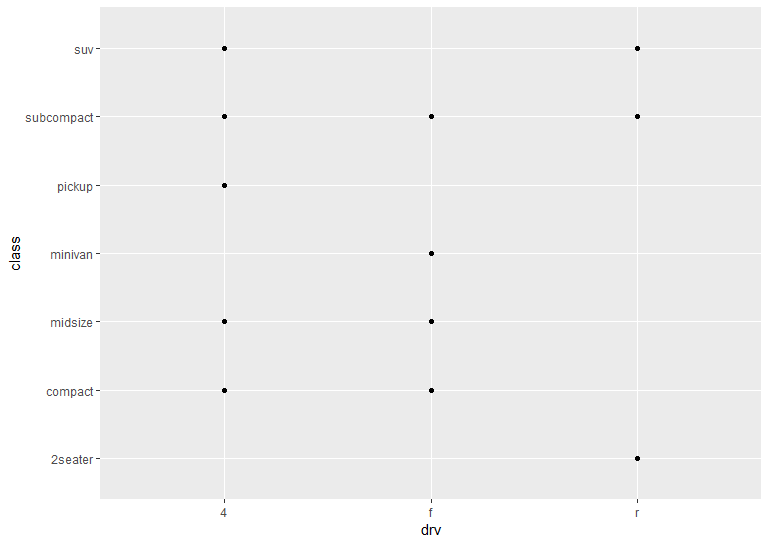 suv
subcompact
pickup
minivan
midsize
compact
2seater
class
4 f r
drv